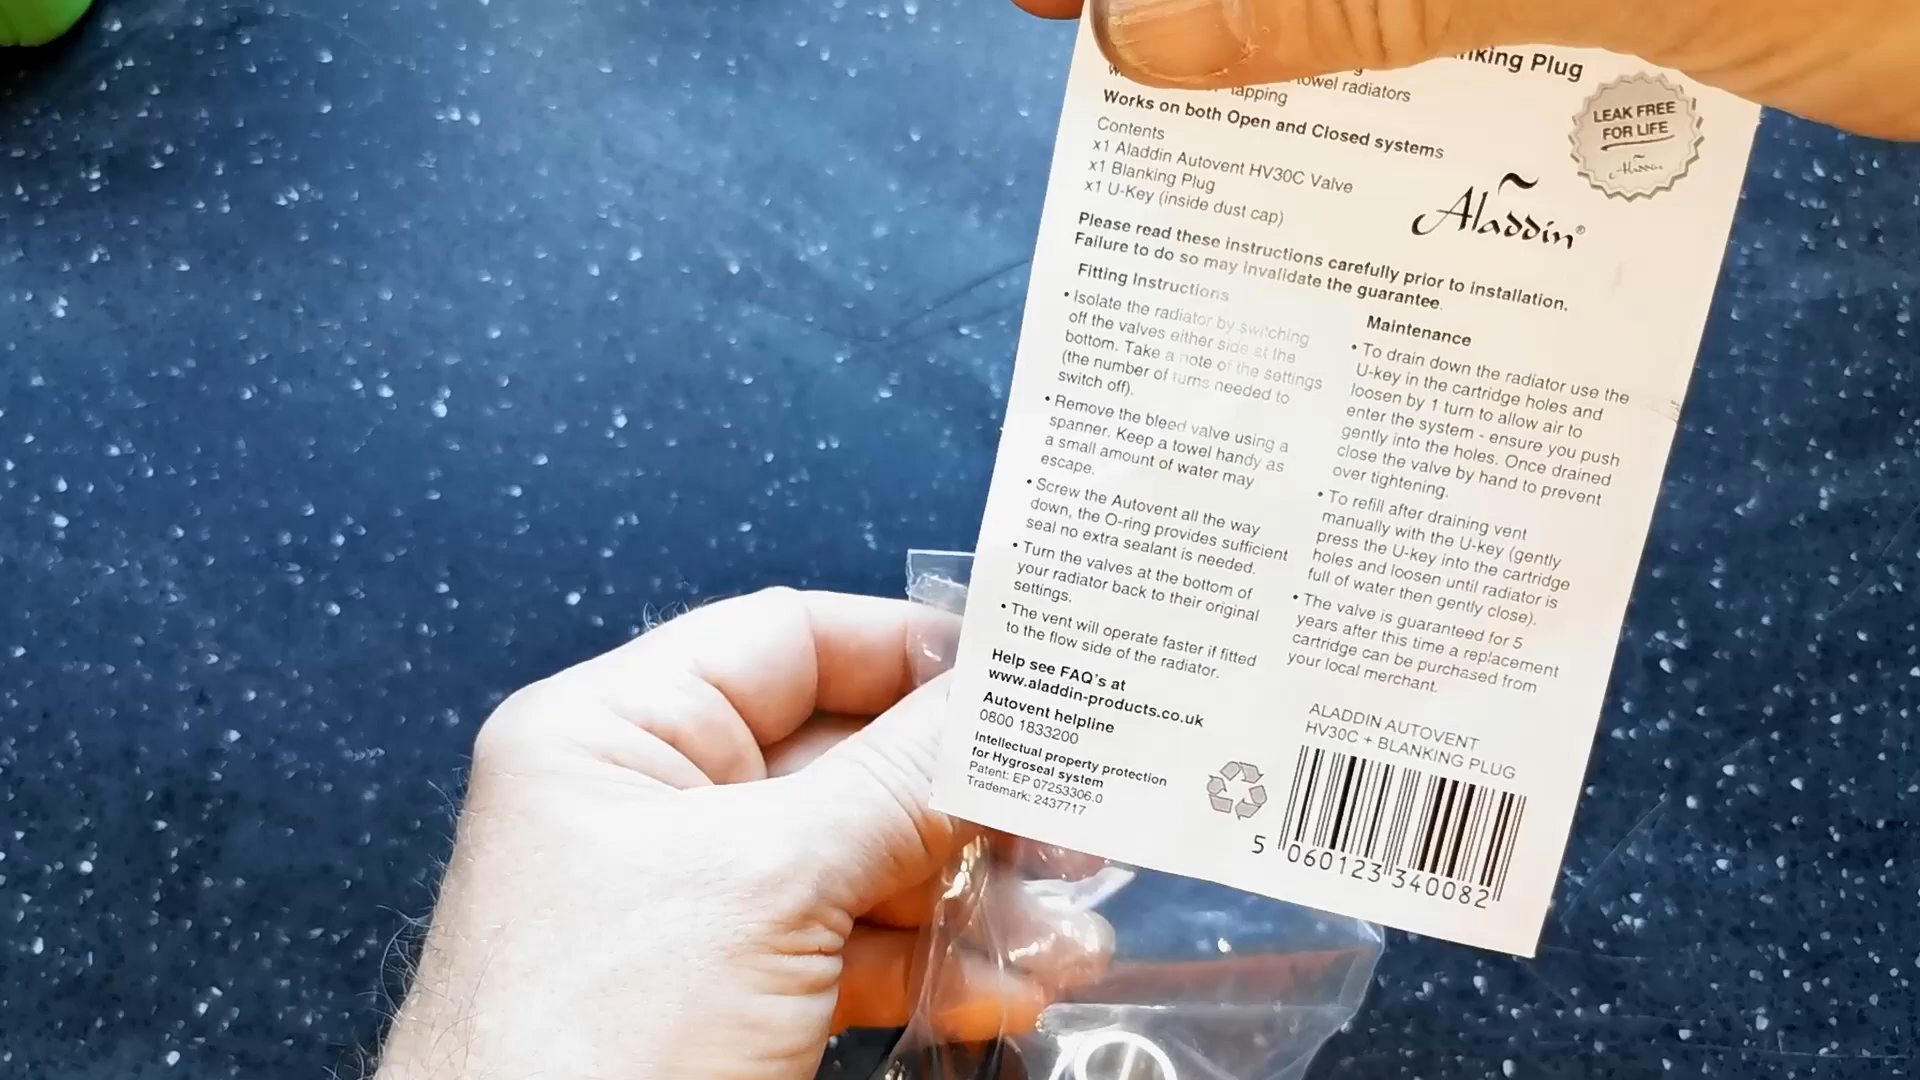 nking Plug
towel radiators
tapping
Works on both Open and Closed systems
Contents
x1 Aladdin Autovent HV30C Valve
x1 Blanking Plug
x1 U-Key (inside dust cap)
LEAK FREE
FOR LIFE
Aladdin
Aladdin®
Please read these instructions carefully prior to installation.
Failure to do so may invalidate the guarantee.
Fitting Instructions
• Isolate the radiator by switching
off the valves either side at the
bottom. Take a note of the settings
(the number of turns needed to
switch off).
• Remove the bleed valve using a
spanner. Keep a towel handy as
a small amount of water may
escape.
• Screw the Autovent all the way
down, the O-ring provides sufficient
seal no extra sealant is needed.
• Turn the valves at the bottom of
your radiator back to their original
settings.
• The vent will operate faster if fitted
to the flow side of the radiator.
Help see FAQ's at
www.aladdin-products.co.uk
Autovent helpline
0800 1833200
Intellectual property protection
for Hygroseal system
Patent: EP 07253306.0
Trademark: 2437717
Maintenance
• To drain down the radiator use the
U-key in the cartridge holes and
loosen by 1 turn to allow air to
enter the system - ensure you push
gently into the holes. Once drained
close the valve by hand to prevent
over tightening.
• To refill after draining vent
manually with the U-key (gently
press the U-key into the cartridge
holes and loosen until radiator is
full of water then gently close).
• The valve is guaranteed for 5
years after this time a replacement
cartridge can be purchased from
your local merchant.
ALADDIN AUTOVENT
HV30C + BLANKING PLUG
5 060123 340082